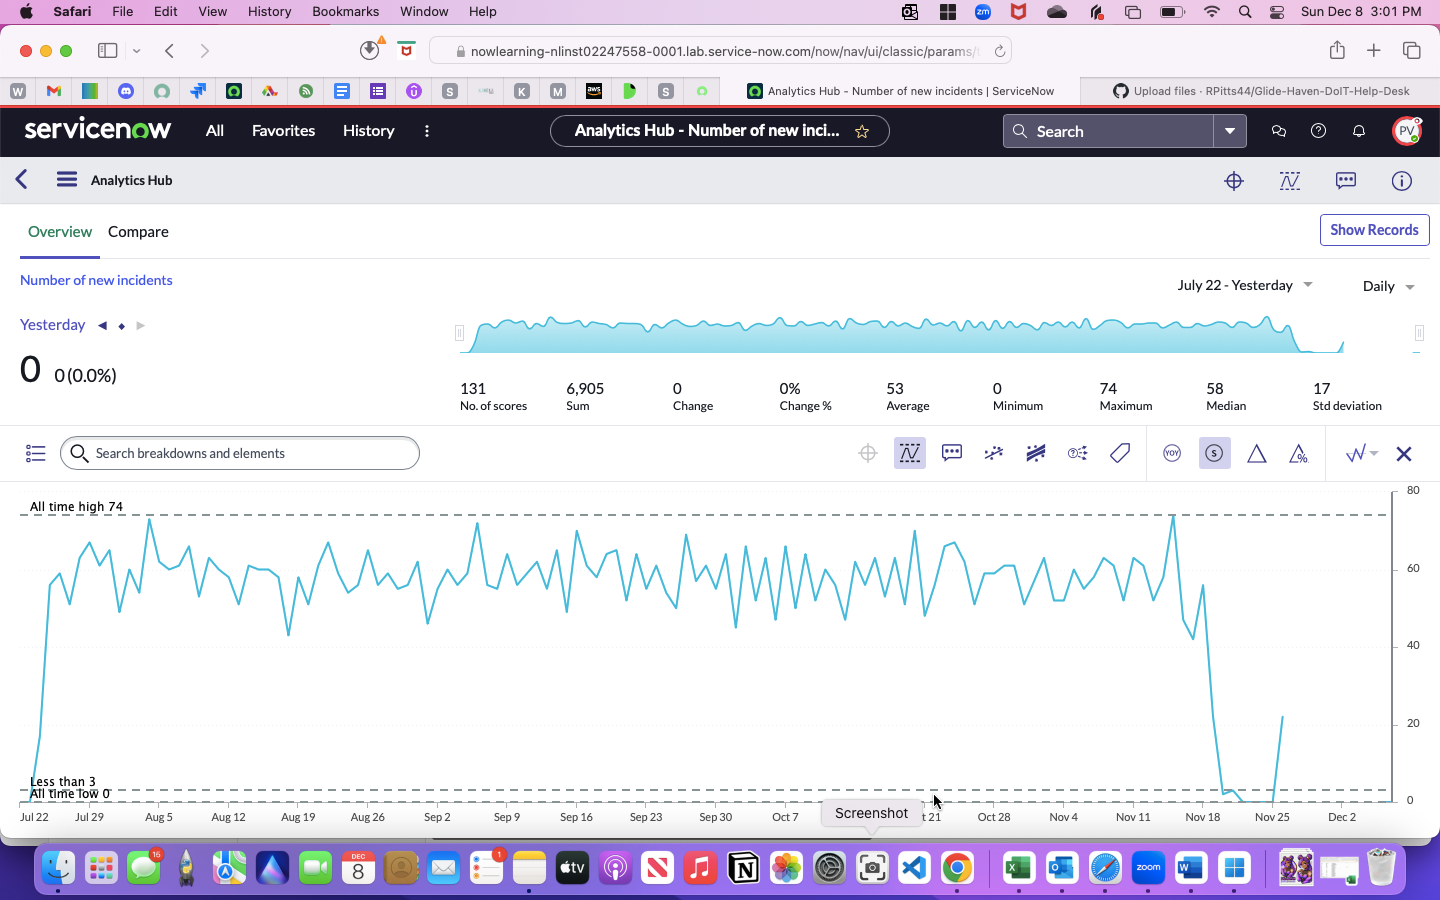 Safari File Edit View History Bookmarks Window Help
zm
Sun Dec 8 3:01 PM
nowlearning-nlinst02247558-0001.lab.service-now.com/now/nav/ui/classic/params/
W S S K M aws S
Analytics Hub - Number of new incidents | ServiceNow
Upload files · RPitts44/Glide-Haven-DoIT-Help-Desk
servicenow
All Favorites History
Analytics Hub - Number of new inci...
Search
PV
Analytics Hub
Overview Compare
Show Records
Number of new incidents
July 22 - Yesterday Daily
Yesterday
0 0 (0.0%)
131 6,905 0 0% 53 0 74 58 17
No. of scores Sum Change Change % Average Minimum Maximum Median Std deviation
Search breakdowns and elements
YOY S %
80
All time high 74
60
40
20
Less than 3
All time low 0
0
Jul 22 Jul 29 Aug 5 Aug 12 Aug 19 Aug 26 Sep 2 Sep 9 Sep 16 Sep 23 Sep 30 Oct 7 t 21 Oct 28 Nov 4 Nov 11 Nov 18 Nov 25 Dec 2
Screenshot
15
DEC
8
1
tv
N
zoom
W